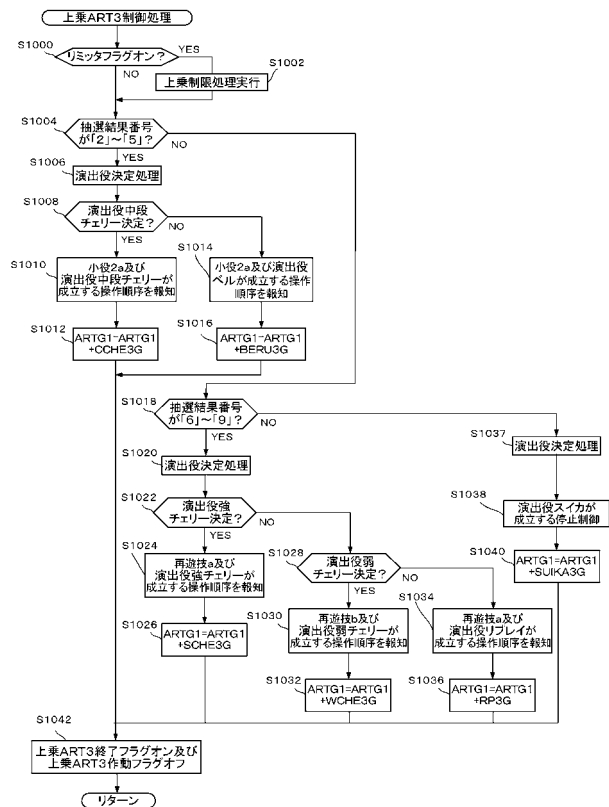 上乗ART3制御処理
S1000
リミッタフラグオン？
YES
NO
S1002
上乗制限処理実行
S1004
抽選結果番号
が「2」～「5」？
NO
YES
S1006
演出役決定処理
S1008
演出役中段
チェリー決定？
NO
YES
S1010
小役2a及び
演出役中段チェリーが
成立する操作順序を報知
S1014
小役2a及び演出役
ベルが成立する操作
順序を報知
S1012
ARTG1=ARTG1
+CCHE3G
S1016
ARTG1=ARTG1
+BERU3G
S1018
抽選結果番号
が「6」～「9」？
NO
YES
S1037
演出役決定処理
S1020
演出役決定処理
S1022
演出役強
チェリー決定？
NO
YES
S1038
演出役スイカが
成立する停止制御
S1024
再遊技a及び
演出役強チェリーが
成立する操作順序を報知
S1028
演出役弱
チェリー決定？
NO
YES
S1040
ARTG1=ARTG1
+SUIKA3G
S1026
ARTG1=ARTG1
+SCHE3G
S1030
再遊技b及び
演出役弱チェリーが
成立する操作順序を報知
S1034
再遊技a及び
演出役リプレイが
成立する操作順序を報知
S1032
ARTG1=ARTG1
+WCHE3G
S1036
ARTG1=ARTG1
+RP3G
S1042
上乗ART3終了フラグオン及び
上乗ART3作動フラグオフ
リターン